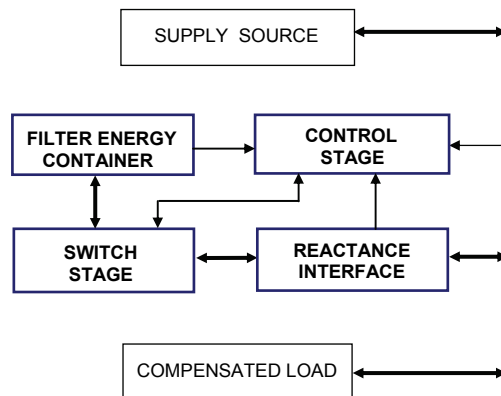 SUPPLY SOURCE
FILTER ENERGY
CONTAINER
CONTROL
STAGE
SWITCH
STAGE
REACTANCE
INTERFACE
COMPENSATED LOAD